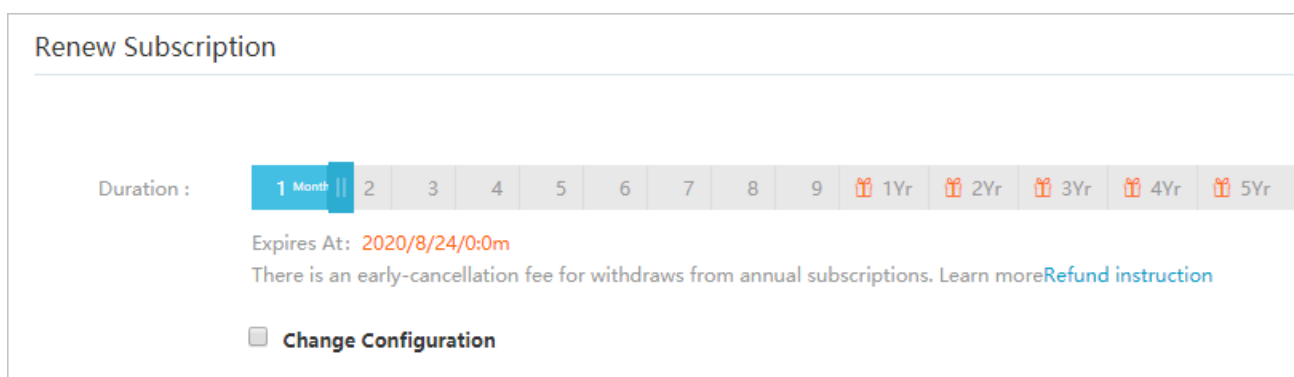 Renew Subscription
Duration : 1 Month 2 3 4 5 6 7 8 9 1Yr 2Yr 3Yr 4Yr 5Yr
Expires At: 2020/8/24/0:0m
There is an early-cancellation fee for withdraws from annual subscriptions. Learn moreRefund instruction
Change Configuration